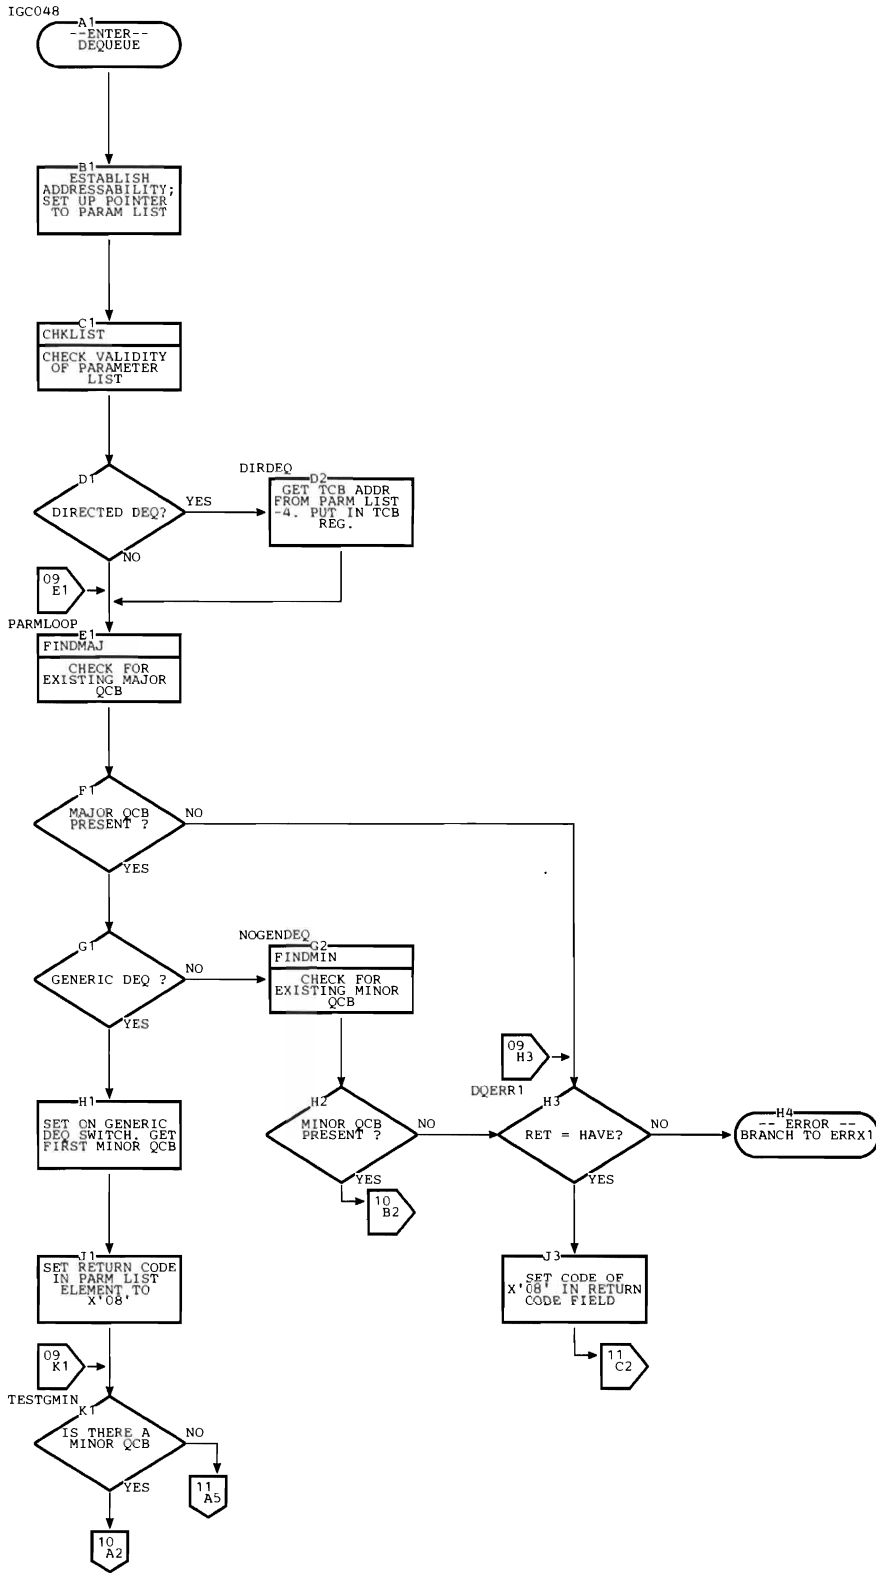 IGC048
A1
--ENTER--
DEQUEUE
B1
ESTABLISH
ADDRESSABILITY;
SET UP POINTER
TO PARAM LIST
C1
CHKLIST
CHECK VALIDITY
OF PARAMETER
LIST
D1
DIRECTED DEQ?
YES
NO
DIRDEQ
D2
GET TCB ADDR
FROM PARM LIST
-4. PUT IN TCB
REG.
09
E1
PARMLOOP
E1
FINDMAJ
CHECK FOR
EXISTING MAJOR
QCB
F1
MAJOR QCB
PRESENT ?
NO
YES
G1
GENERIC DEQ ?
NO
YES
NOGENDEQ
G2
FINDMIN
CHECK FOR
EXISTING MINOR
QCB
09
H3
DQERR1
H1
SET ON GENERIC
DEQ SWITCH. GET
FIRST MINOR QCB
H2
MINOR QCB
PRESENT ?
NO
YES
10
B2
H3
RET = HAVE?
NO
YES
H4
-- ERROR --
BRANCH TO ERRX1
J1
SET RETURN CODE
IN PARM LIST
ELEMENT TO
X'08'
J3
SET CODE OF
X'08' IN RETURN
CODE FIELD
11
C2
09
K1
TESTGMIN
K1
IS THERE A
MINOR QCB
NO
YES
11
A5
10
A2